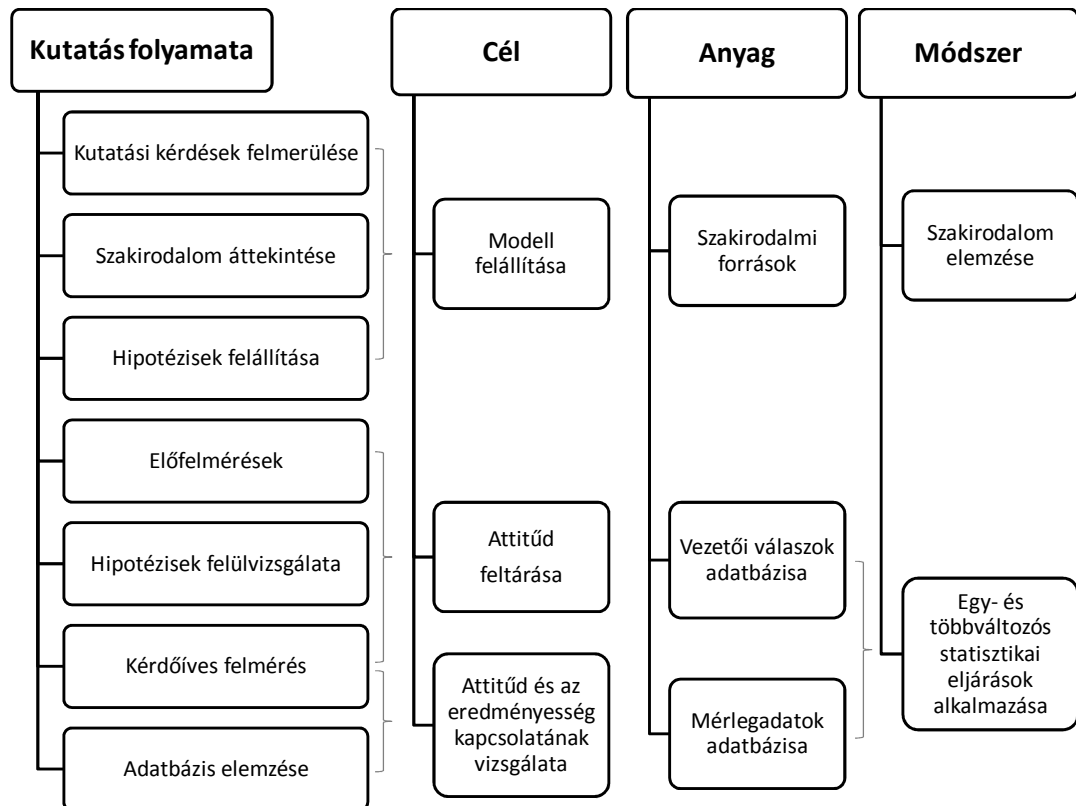 Kutatás folyamata
Kutatási kérdések felmerülése
Szakirodalom áttekintése
Hipotézisek felállítása
Előfelmérések
Hipotézisek felülvizsgálata
Kérdőíves felmérés
Adatbázis elemzése
Cél
Modell
felállítása
Attitűd
feltárása
Attitűd és az
eredményesség
kapcsolatának
vizsgálata
Anyag
Szakirodalmi
források
Vezetői válaszok
adatbázisa
Mérlegadatok
adatbázisa
Módszer
Szakirodalom
elemzése
Egy- és
többváltozós
statisztikai
eljárások
alkalmazása